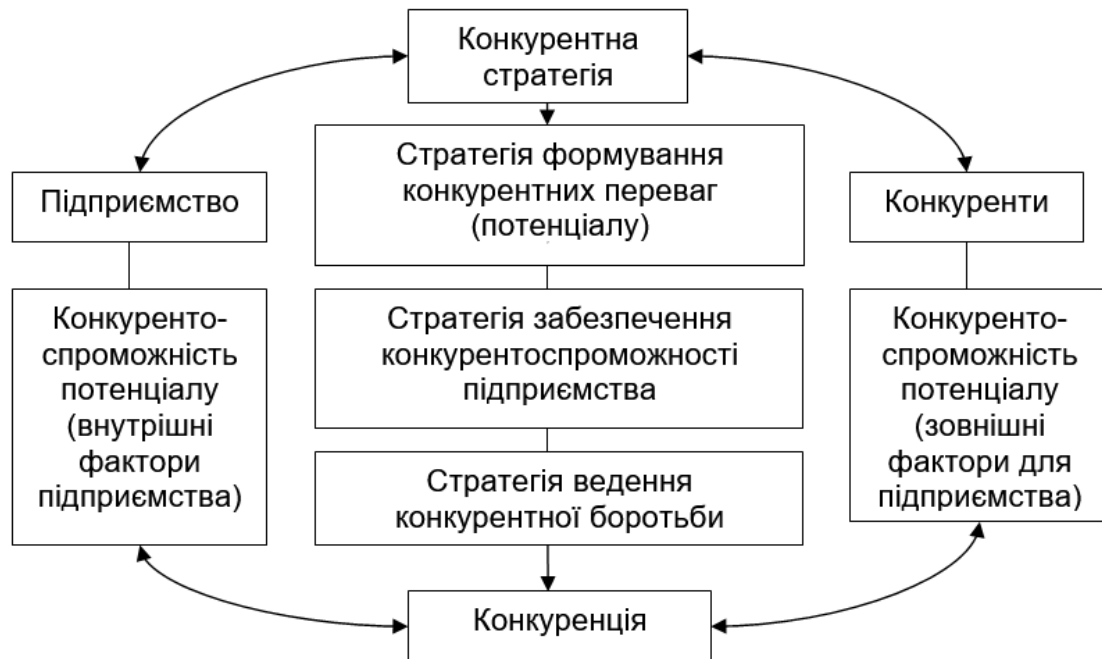 Конкурентна
стратегія
Стратегія формування
конкурентних переваг
(потенціалу)
Підприємство
Конкуренти
Конкуренто-
спроможність
потенціалу
(внутрішні
фактори
підприємства)
Стратегія забезпечення
конкурентоспроможності
підприємства
Конкуренто-
спроможність
потенціалу
(зовнішні
фактори для
підприємства)
Стратегія ведення
конкурентної боротьби
Конкуренція